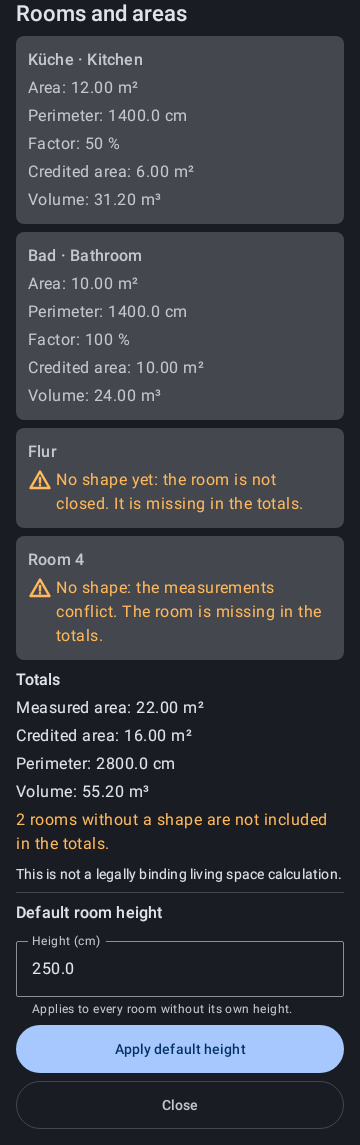 Rooms and areas
Küche · Kitchen
Area: 12.00 m²
Perimeter: 1400.0 cm
Factor: 50 %
Credited area: 6.00 m²
Volume: 31.20 m³
Bad · Bathroom
Area: 10.00 m²
Perimeter: 1400.0 cm
Factor: 100 %
Credited area: 10.00 m²
Volume: 24.00 m³
Flur
No shape yet: the room is not
closed. It is missing in the totals.
Room 4
No shape: the measurements
conflict. The room is missing in the
totals.
Totals
Measured area: 22.00 m²
Credited area: 16.00 m²
Perimeter: 2800.0 cm
Volume: 55.20 m³
2 rooms without a shape are not included
in the totals.
This is not a legally binding living space calculation.
Default room height
Height (cm)
250.0
Applies to every room without its own height.
Apply default height
Close